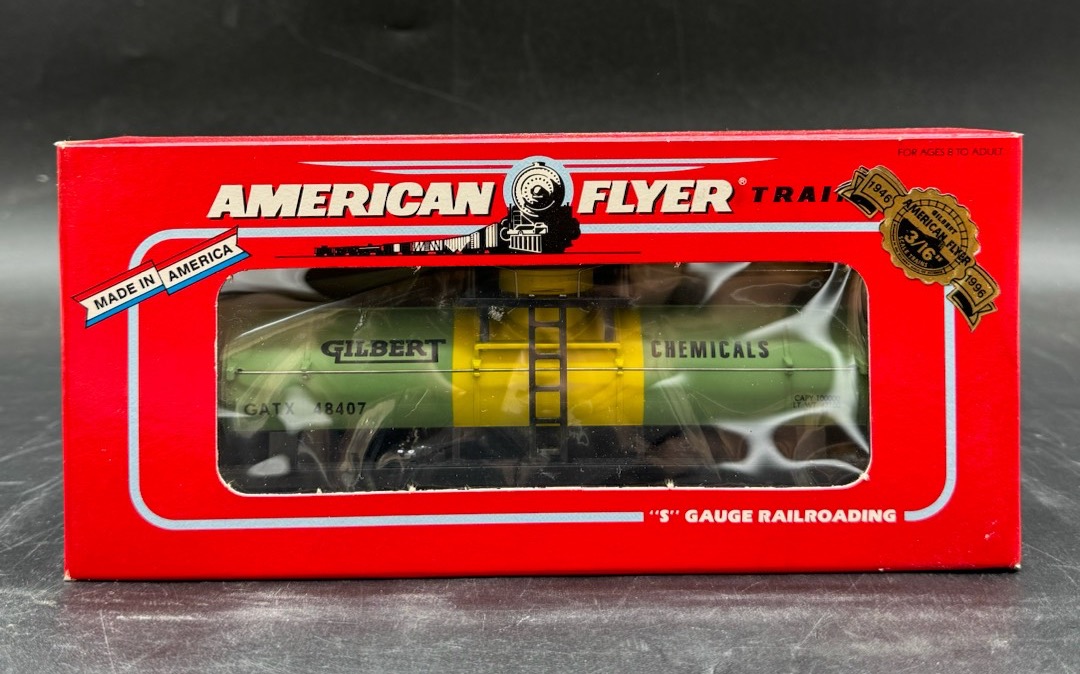 FOR AGES 8 TO ADULT
AMERICAN FLYER®
1946
GILBERT
AMERICAN FLYER
3/16"
1996
MADE IN AMERICA
GILBERT CHEMICALS
GATX 48407
CAPY.
"S" GAUGE RAILROADING